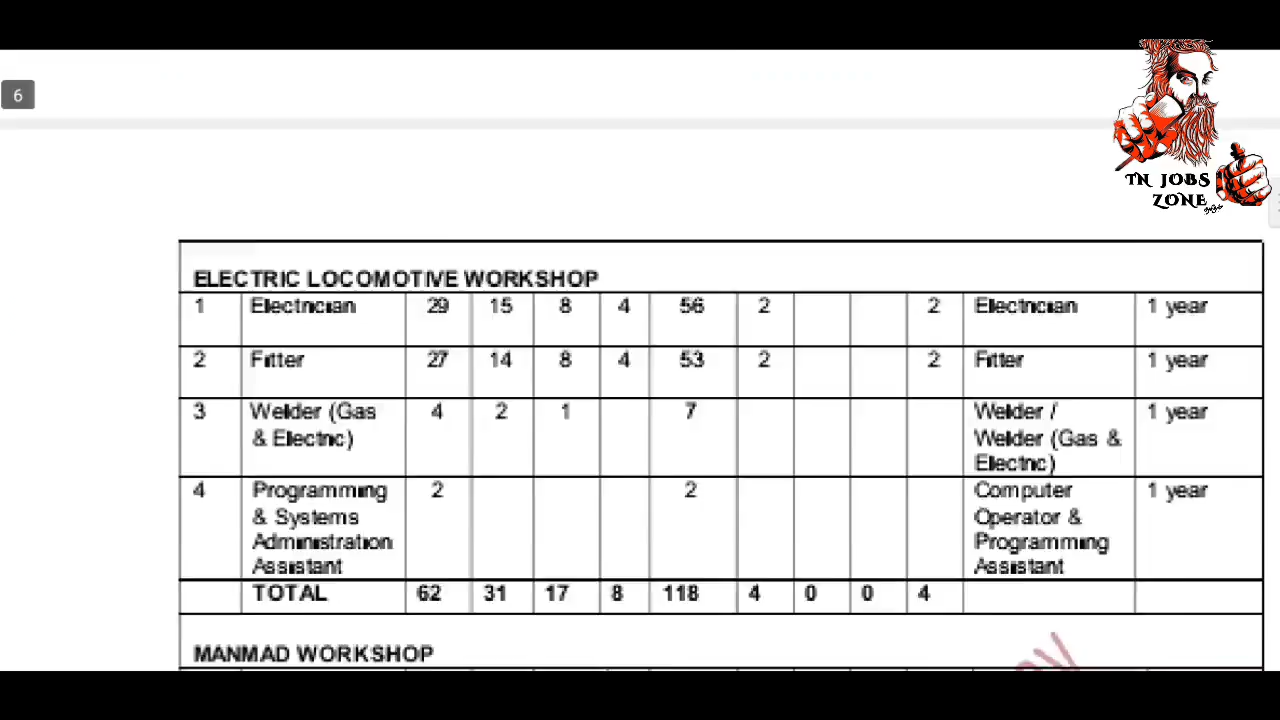 6
TN JOBS
ZONE
ELECTRIC LOCOMOTIVE WORKSHOP
1 Electrician 29 15 8 4 56 2 2 Electrician 1 year
2 Fitter 27 14 8 4 53 2 2 Fitter 1 year
3 Welder (Gas & Electric) 4 2 1 7 Welder / Welder (Gas & Electric) 1 year
4 Programming & Systems Administration Assistant 2 2 Computer Operator & Programming Assistant 1 year
TOTAL 62 31 17 8 118 4 0 0 4
MANMAD WORKSHOP